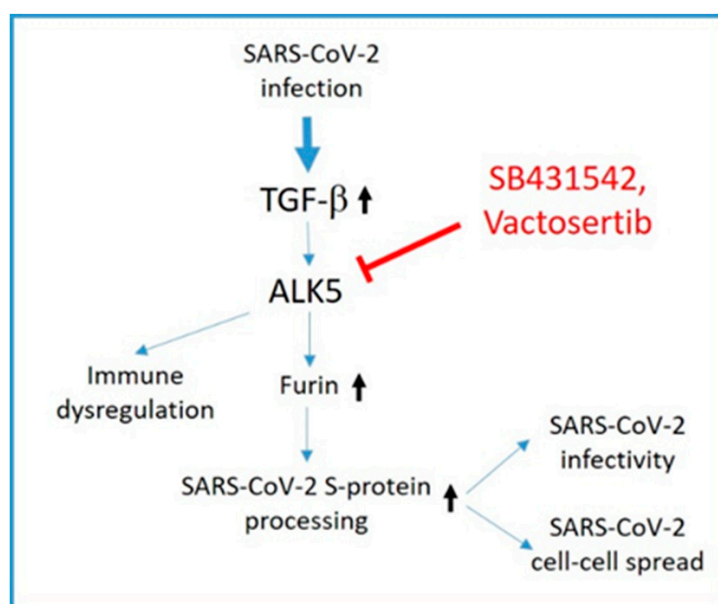 SARS-CoV-2
infection
TGF-β
SB431542,
Vactosertib
ALK5
Immune
dysregulation
Furin
SARS-CoV-2 S-protein
processing
SARS-CoV-2
infectivity
SARS-CoV-2
cell-cell spread